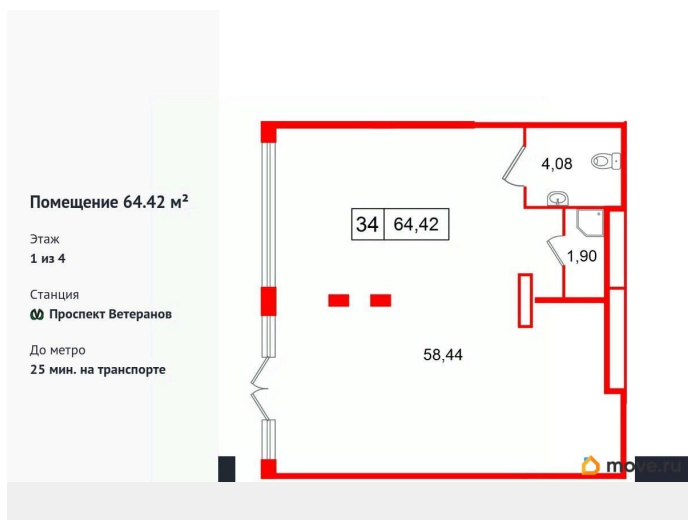 Помещение 64.42 м²
Этаж
1 из 4
Станция
Проспект Ветеранов
До метро
25 мин. на транспорте
4,08
34 64,42
1,90
58,44
move.ru